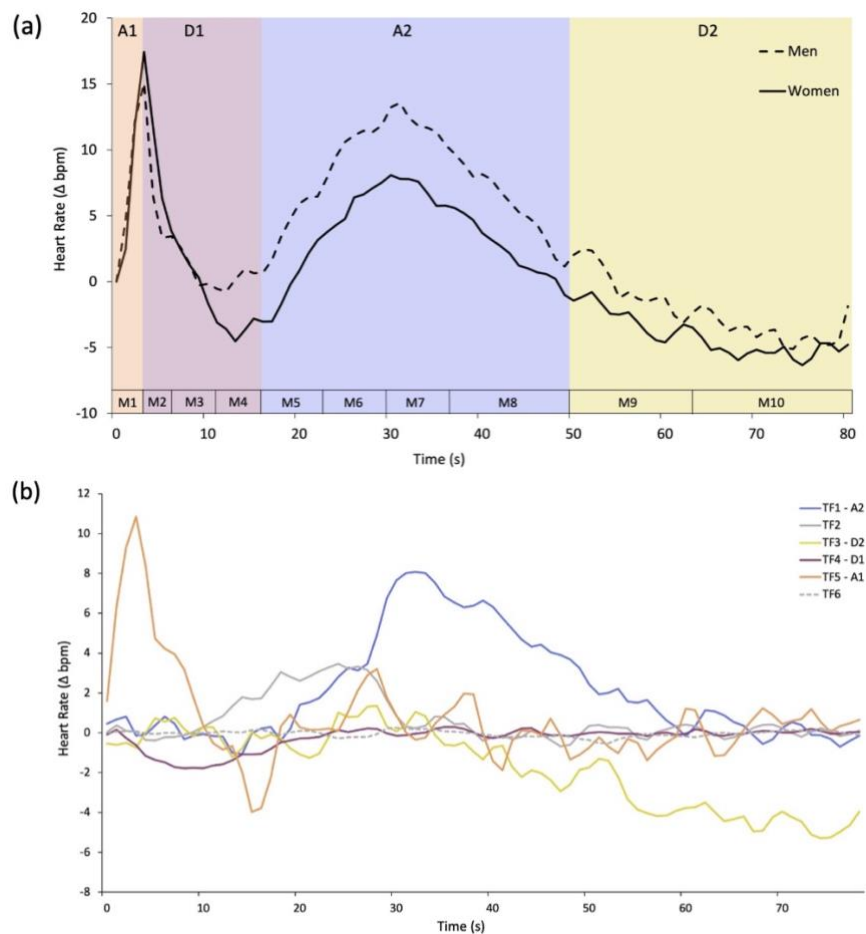 (a)
A1 D1 A2 D2
Men
Women
20
15
10
5
0
-5
-10
Heart Rate (Δ bpm)
M1 M2 M3 M4 M5 M6 M7 M8 M9 M10
0 10 20 30 40 50 60 70 80
Time (s)
(b)
TF1 - A2
TF2
TF3 - D2
TF4 - D1
TF5 - A1
TF6
12
10
8
6
4
2
0
-2
-4
-6
-8
Heart Rate (Δ bpm)
0 10 20 30 40 50 60 70
Time (s)